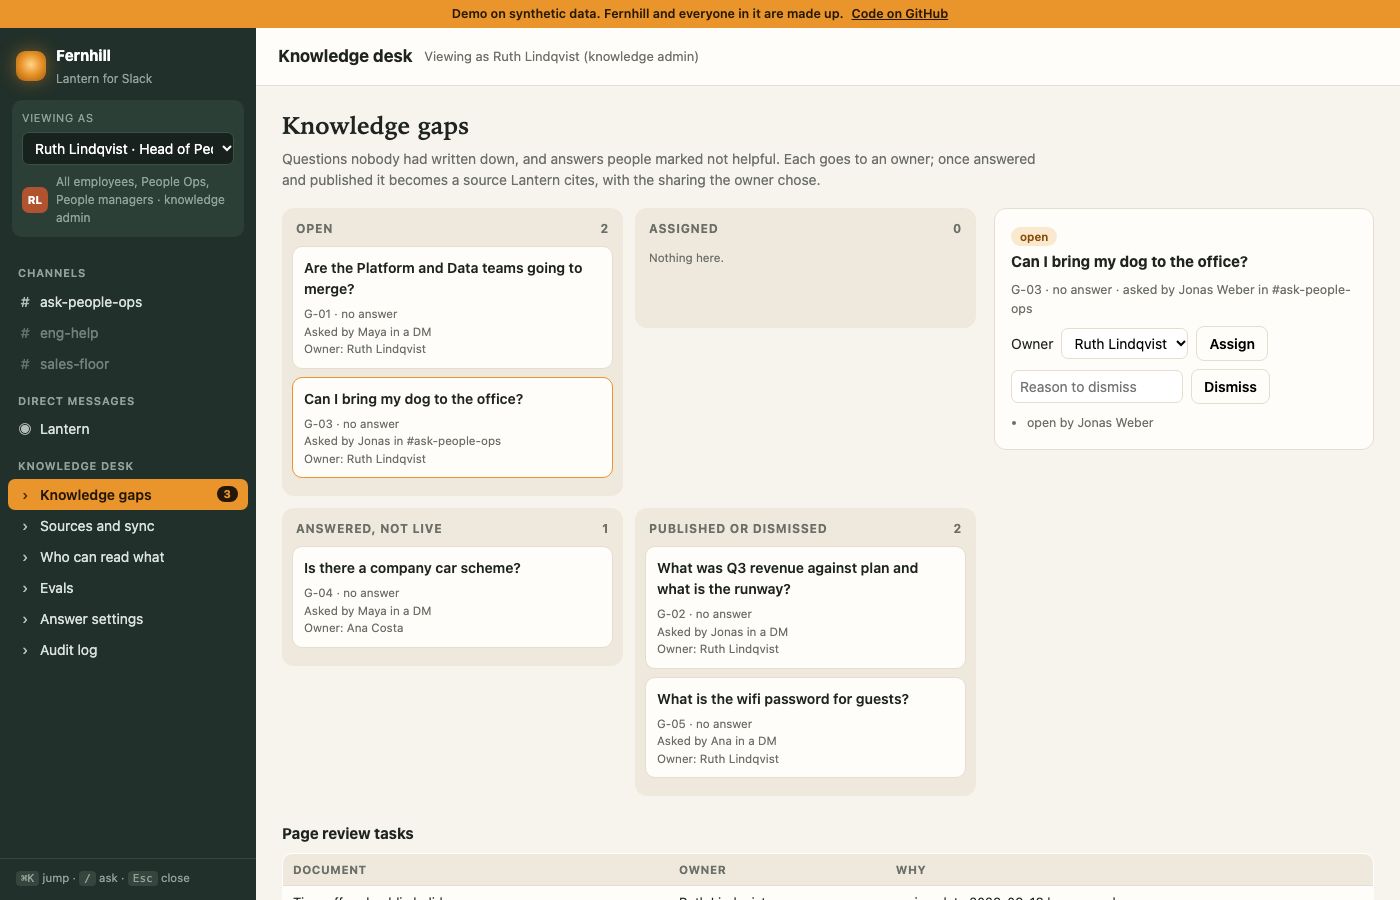 Demo on synthetic data. Fernhill and everyone in it are made up. Code on GitHub
Fernhill
Lantern for Slack
VIEWING AS
Ruth Lindqvist · Head of
RL
All employees, People Ops,
People managers · knowledge
admin
CHANNELS
# ask-people-ops
# eng-help
# sales-floor
DIRECT MESSAGES
Lantern
KNOWLEDGE DESK
› Knowledge gaps 3
› Sources and sync
› Who can read what
› Evals
› Answer settings
› Audit log
⌘K jump · / ask · Esc close
Knowledge desk Viewing as Ruth Lindqvist (knowledge admin)
Knowledge gaps
Questions nobody had written down, and answers people marked not helpful. Each goes to an owner; once answered
and published it becomes a source Lantern cites, with the sharing the owner chose.
OPEN 2
Are the Platform and Data teams going to
merge?
G-01 · no answer
Asked by Maya in a DM
Owner: Ruth Lindqvist
Can I bring my dog to the office?
G-03 · no answer
Asked by Jonas in #ask-people-ops
Owner: Ruth Lindqvist
ASSIGNED 0
Nothing here.
ANSWERED, NOT LIVE 1
Is there a company car scheme?
G-04 · no answer
Asked by Maya in a DM
Owner: Ana Costa
PUBLISHED OR DISMISSED 2
What was Q3 revenue against plan and
what is the runway?
G-02 · no answer
Asked by Jonas in a DM
Owner: Ruth Lindqvist
What is the wifi password for guests?
G-05 · no answer
Asked by Ana in a DM
Owner: Ruth Lindqvist
open
Can I bring my dog to the office?
G-03 · no answer · asked by Jonas Weber in #ask-people-
ops
Owner Ruth Lindqvist Assign
Reason to dismiss Dismiss
• open by Jonas Weber
Page review tasks
DOCUMENT OWNER WHY